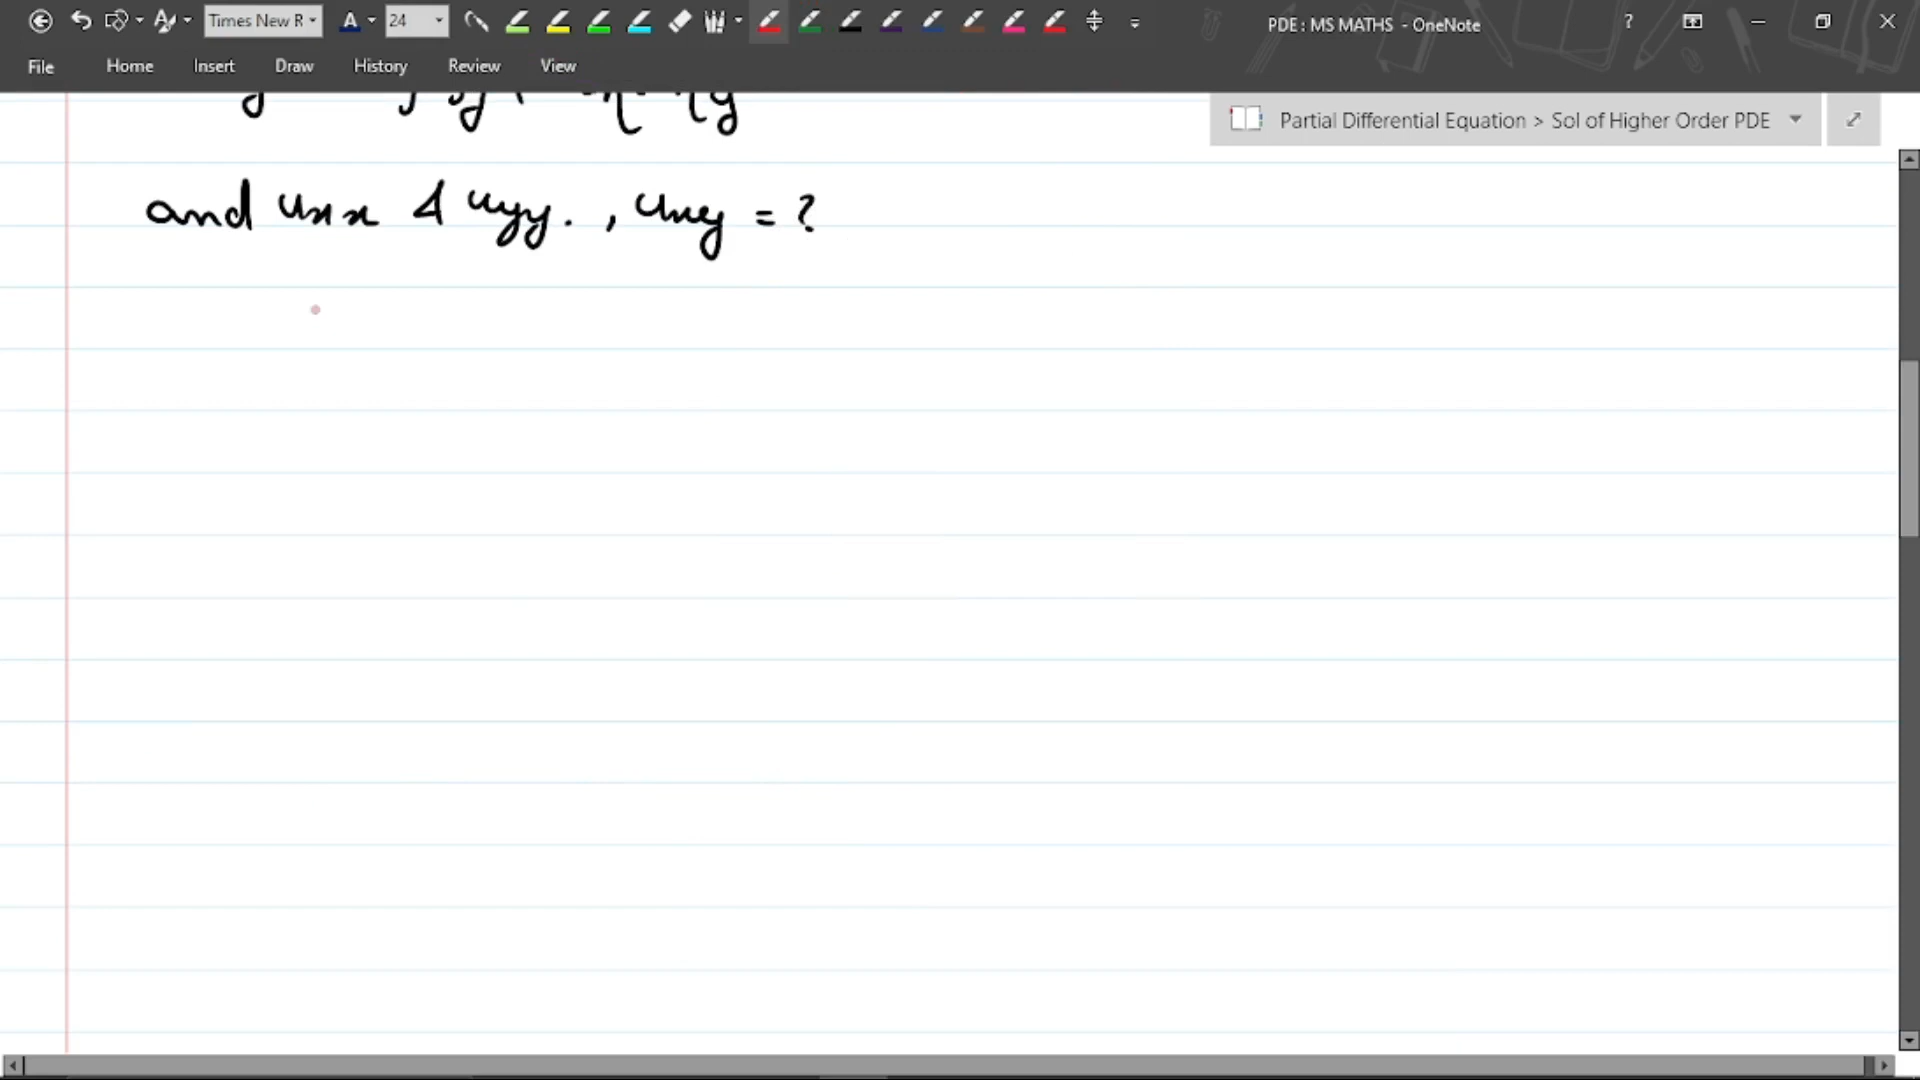 Times New R
A
24
PDE : MS MATHS - OneNote
?
File
Home
Insert
Draw
History
Review
View
Partial Differential Equation > Sol of Higher Order PDE
and uxx & uyy. , uxy = ?